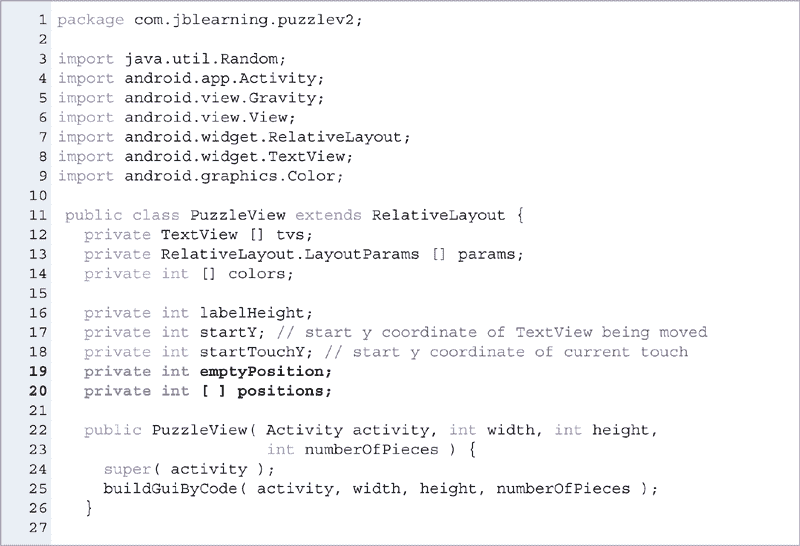 1 package com.jblearning.puzzlev2;
2
3 import java.util.Random;
4 import android.app.Activity;
5 import android.view.Gravity;
6 import android.view.View;
7 import android.widget.RelativeLayout;
8 import android.widget.TextView;
9 import android.graphics.Color;
10
11 public class PuzzleView extends RelativeLayout {
12   private TextView [] tvs;
13   private RelativeLayout.LayoutParams [] params;
14   private int [] colors;
15
16   private int labelHeight;
17   private int startY; // start y coordinate of TextView being moved
18   private int startTouchY; // start y coordinate of current touch
19   private int emptyPosition;
20   private int [ ] positions;
21
22   public PuzzleView( Activity activity, int width, int height,
23                      int numberOfPieces ) {
24     super( activity );
25     buildGuiByCode( activity, width, height, numberOfPieces );
26   }
27